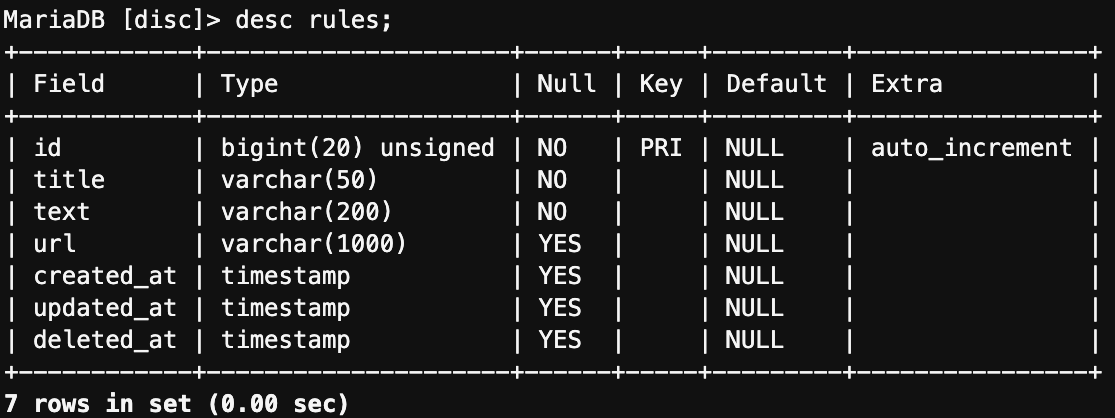 MariaDB [disc]> desc rules;
+------------+---------------------+------+-----+---------+----------------+
| Field      | Type                | Null | Key | Default | Extra          |
+------------+---------------------+------+-----+---------+----------------+
| id         | bigint(20) unsigned | NO   | PRI | NULL    | auto_increment |
| title      | varchar(50)         | NO   |     | NULL    |                |
| text       | varchar(200)        | NO   |     | NULL    |                |
| url        | varchar(1000)       | YES  |     | NULL    |                |
| created_at | timestamp           | YES  |     | NULL    |                |
| updated_at | timestamp           | YES  |     | NULL    |                |
| deleted_at | timestamp           | YES  |     | NULL    |                |
+------------+---------------------+------+-----+---------+----------------+
7 rows in set (0.00 sec)